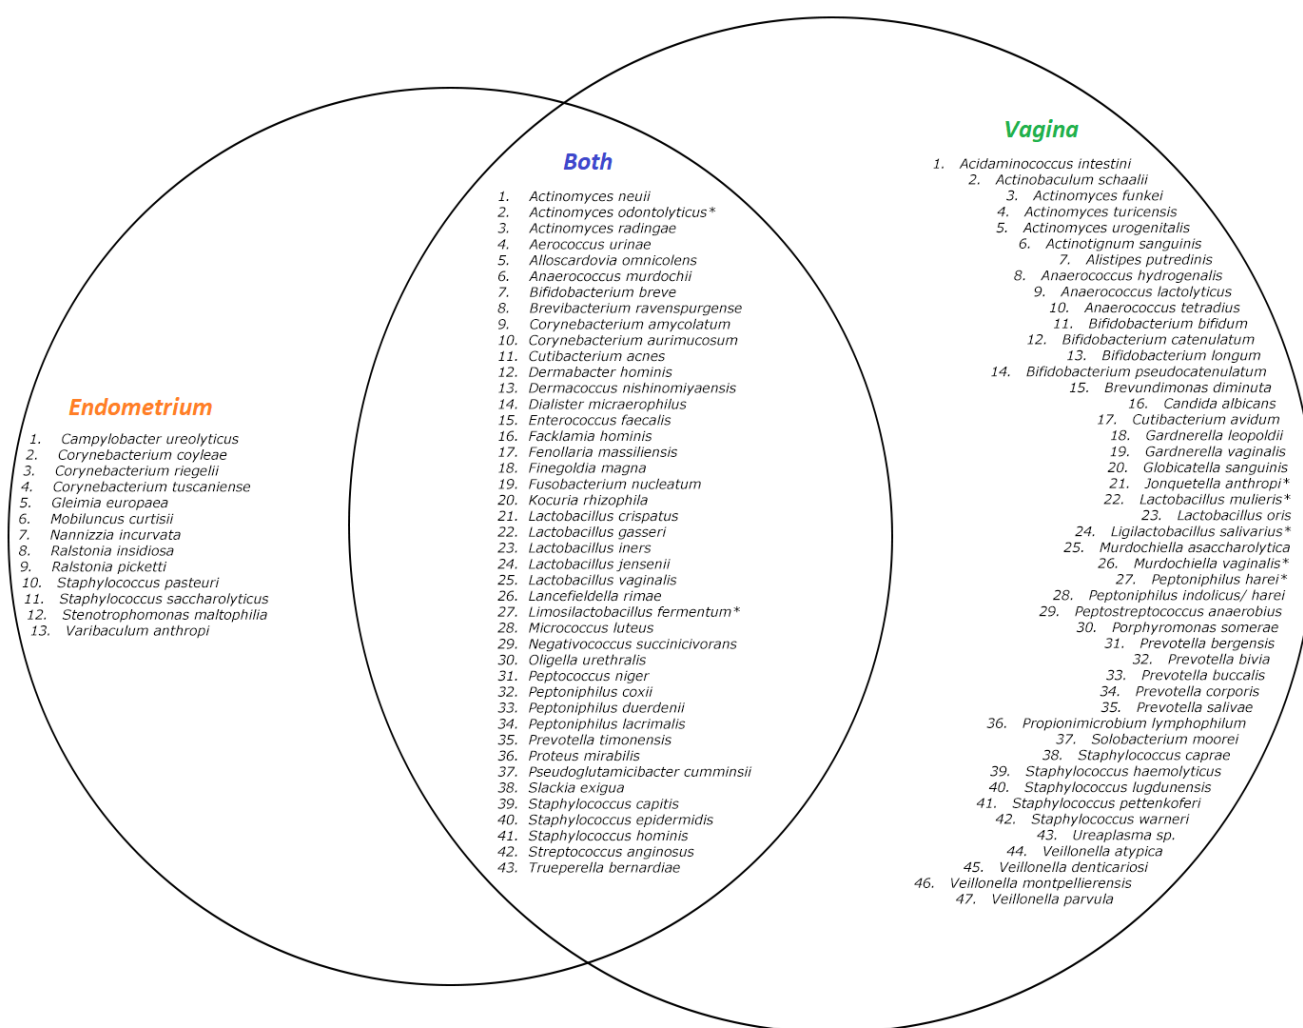 Endometrium
1. Campylobacter ureolyticus
2. Corynebacterium coyleae
3. Corynebacterium riegelii
4. Corynebacterium tuscaniense
5. Gleimia europaea
6. Mobiluncus curtisii
7. Nannizzia incurvata
8. Ralstonia insidiosa
9. Ralstonia picketti
10. Staphylococcus pasteuri
11. Staphylococcus saccharolyticus
12. Stenotrophomonas maltophilia
13. Varibaculum anthropi
Both
1. Actinomyces neuii
2. Actinomyces odontolyticus*
3. Actinomyces radingae
4. Aerococcus urinae
5. Alloscardovia omnicolens
6. Anaerococcus murdochii
7. Bifidobacterium breve
8. Brevibacterium ravenspurgense
9. Corynebacterium amycolatum
10. Corynebacterium aurimucosum
11. Cutibacterium acnes
12. Dermabacter hominis
13. Dermacoccus nishinomiyaensis
14. Dialister micraerophilus
15. Enterococcus faecalis
16. Facklamia hominis
17. Fenollaria massiliensis
18. Finegoldia magna
19. Fusobacterium nucleatum
20. Kocuria rhizophila
21. Lactobacillus crispatus
22. Lactobacillus gasseri
23. Lactobacillus iners
24. Lactobacillus jensenii
25. Lactobacillus vaginalis
26. Lancefieldella rimae
27. Limosilactobacillus fermentum*
28. Micrococcus luteus
29. Negativococcus succinicivorans
30. Oligella urethralis
31. Peptococcus niger
32. Peptoniphilus coxii
33. Peptoniphilus duerdenii
34. Peptoniphilus lacrimalis
35. Prevotella timonensis
36. Proteus mirabilis
37. Pseudoglutamicibacter cumminsii
38. Slackia exigua
39. Staphylococcus capitis
40. Staphylococcus epidermidis
41. Staphylococcus hominis
42. Streptococcus anginosus
43. Trueperella bernardiae
Vagina
1. Acidaminococcus intestini
2. Actinobaculum schaalii
3. Actinomyces funkei
4. Actinomyces turicensis
5. Actinomyces urogenitalis
6. Actinotignum sanguinis
7. Alistipes putredinis
8. Anaerococcus hydrogenalis
9. Anaerococcus lactolyticus
10. Anaerococcus tetradius
11. Bifidobacterium bifidum
12. Bifidobacterium catenulatum
13. Bifidobacterium longum
14. Bifidobacterium pseudocatenulatum
15. Brevundimonas diminuta
16. Candida albicans
17. Cutibacterium avidum
18. Gardnerella leopoldii
19. Gardnerella vaginalis
20. Globicatella sanguinis
21. Jonquetella anthropi*
22. Lactobacillus mulieris*
23. Lactobacillus oris
24. Ligilactobacillus salivarius*
25. Murdochiella asaccharolytica
26. Murdochiella vaginalis*
27. Peptoniphilus harei*
28. Peptoniphilus indolicus/ harei
29. Peptostreptococcus anaerobius
30. Porphyromonas somerae
31. Prevotella bergensis
32. Prevotella bivia
33. Prevotella buccalis
34. Prevotella corporis
35. Prevotella salivae
36. Propionimicrobium lymphophilum
37. Solobacterium moorei
38. Staphylococcus caprae
39. Staphylococcus haemolyticus
40. Staphylococcus lugdunensis
41. Staphylococcus pettenkoferi
42. Staphylococcus warneri
43. Ureaplasma sp.
44. Veillonella atypica
45. Veillonella denticariosi
46. Veillonella montpellierensis
47. Veillonella parvula